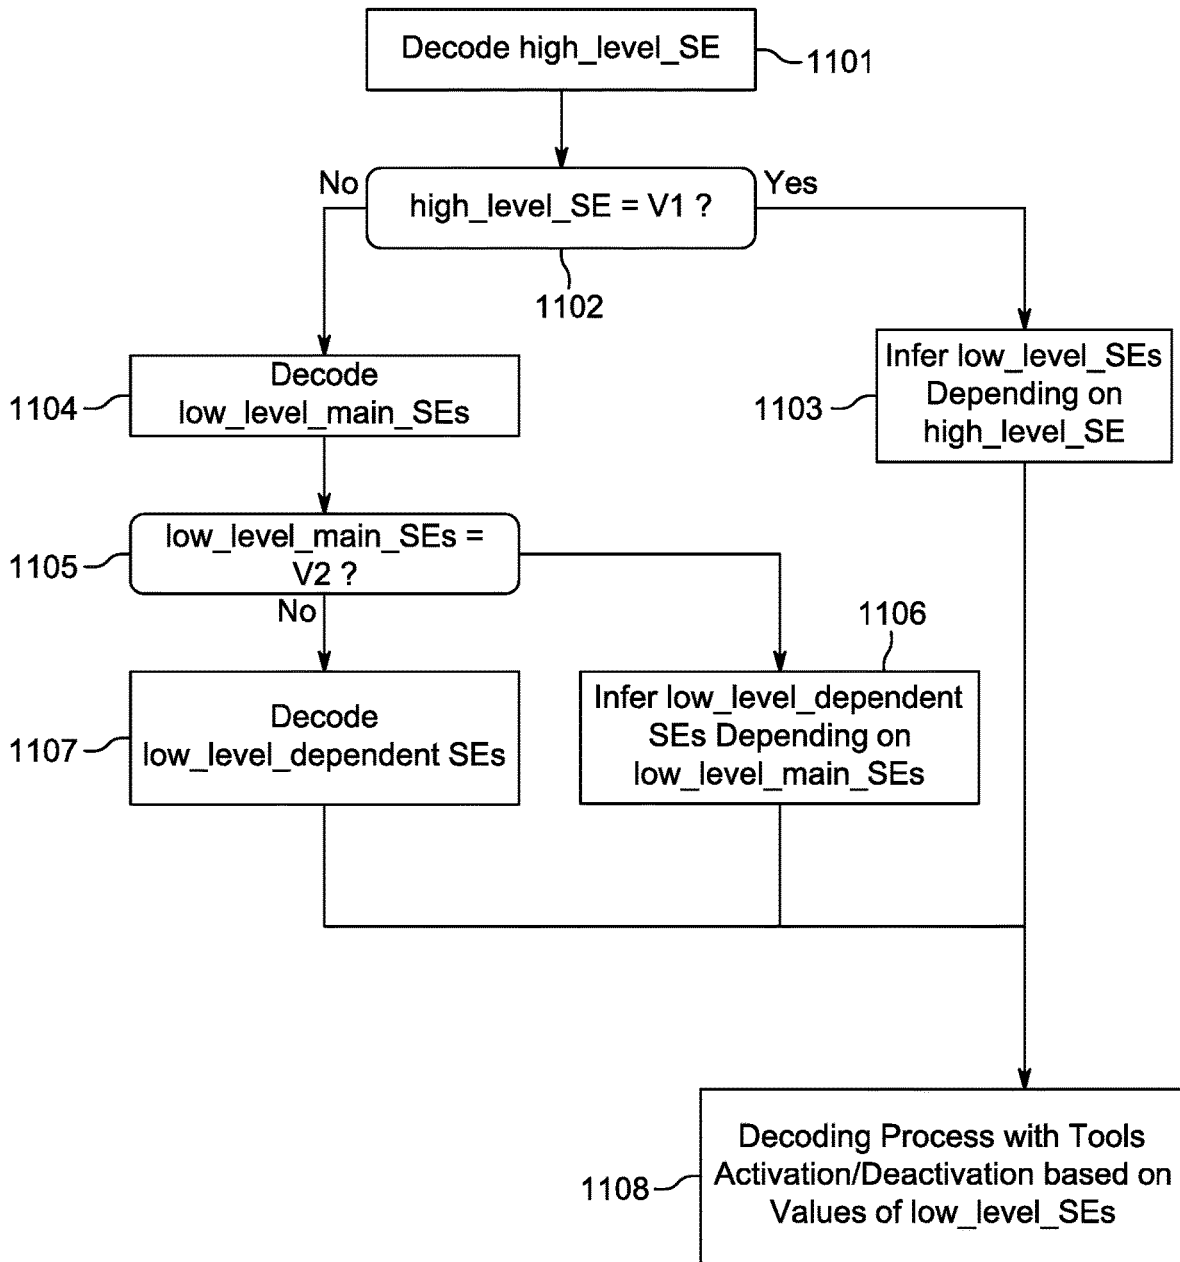 Decode high_level_SE
1101
No
high_level_SE = V1 ?
Yes
1102
Decode
low_level_main_SEs
1104
Infer low_level_SEs
Depending on
high_level_SE
1103
low_level_main_SEs =
V2 ?
1105
No
1106
Decode
low_level_dependent SEs
1107
Infer low_level_dependent
SEs Depending on
low_level_main_SEs
Decoding Process with Tools
Activation/Deactivation based on
Values of low_level_SEs
1108